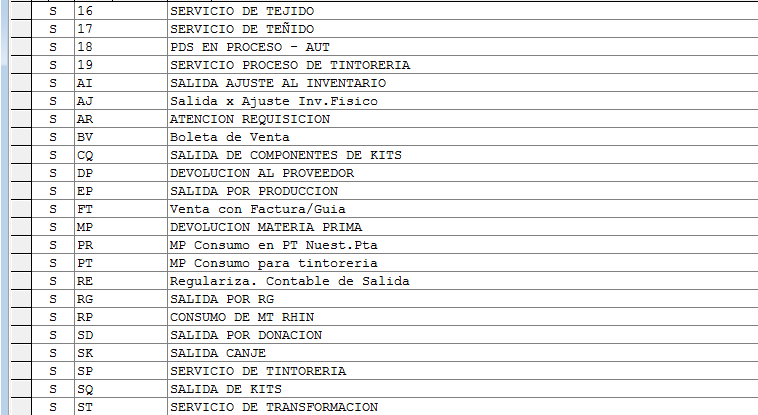 S 16 SERVICIO DE TEJIDO
S 17 SERVICIO DE TEÑIDO
S 18 PDS EN PROCESO - AUT
S 19 SERVICIO PROCESO DE TINTORERIA
S AI SALIDA AJUSTE AL INVENTARIO
S AJ Salida x Ajuste Inv.Fisico
S AR ATENCION REQUISICION
S BV Boleta de Venta
S CQ SALIDA DE COMPONENTES DE KITS
S DP DEVOLUCION AL PROVEEDOR
S EP SALIDA POR PRODUCCION
S FT Venta con Factura/Guia
S MP DEVOLUCION MATERIA PRIMA
S PR MP Consumo en PT Nuest.Pta
S PT MP Consumo para tintoreria
S RE Regulariza. Contable de Salida
S RG SALIDA POR RG
S RP CONSUMO DE MT RHIN
S SD SALIDA POR DONACION
S SK SALIDA CANJE
S SP SERVICIO DE TINTORERIA
S SQ SALIDA DE KITS
S ST SERVICIO DE TRANSFORMACION